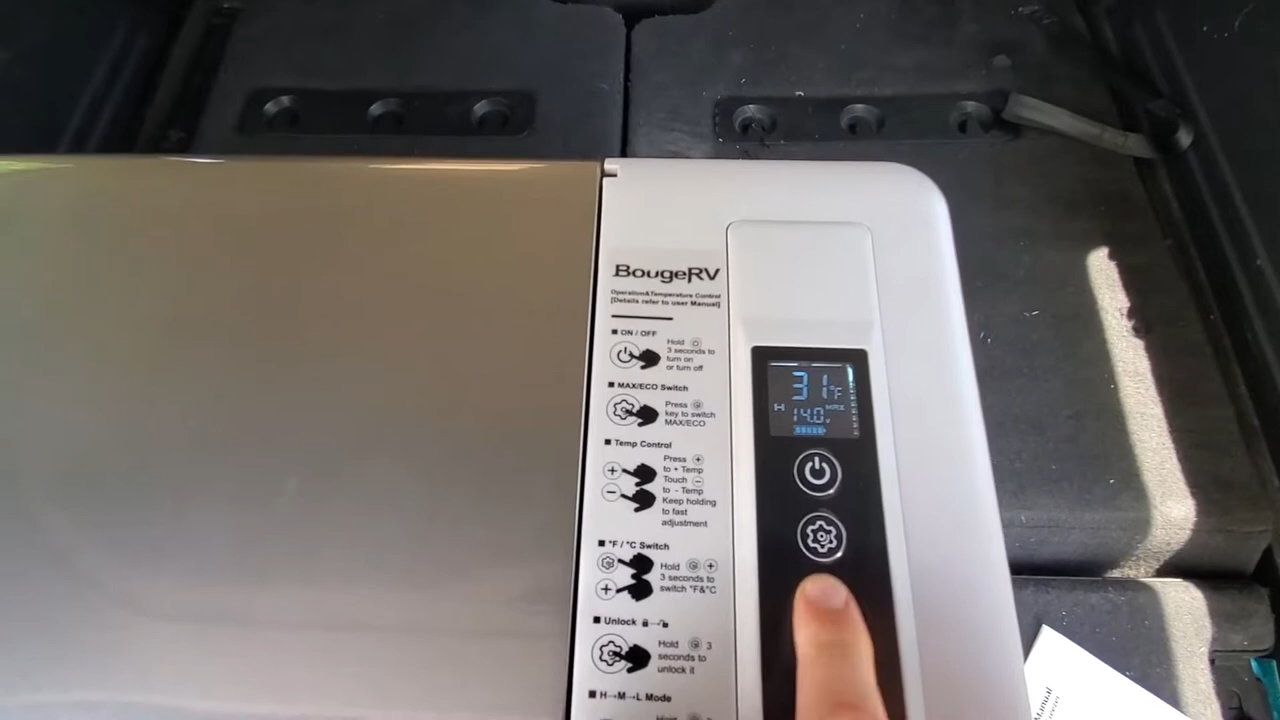 BougeRV
Operation&Temperature Control
[Details refer to user Manual]
ON / OFF
Hold
3 seconds to
turn on
or turn off
MAX/ECO Switch
Press
key to switch
MAX/ECO
Temp Control
Press +
to + Temp
Touch −
to - Temp
Keep holding
to fast
adjustment
°F / °C Switch
Hold +
3 seconds to
switch °F&°C
Unlock
Hold 3
seconds to
unlock it
H→M→L Mode
Hold
31°F
H 14.0v MAX
Manual